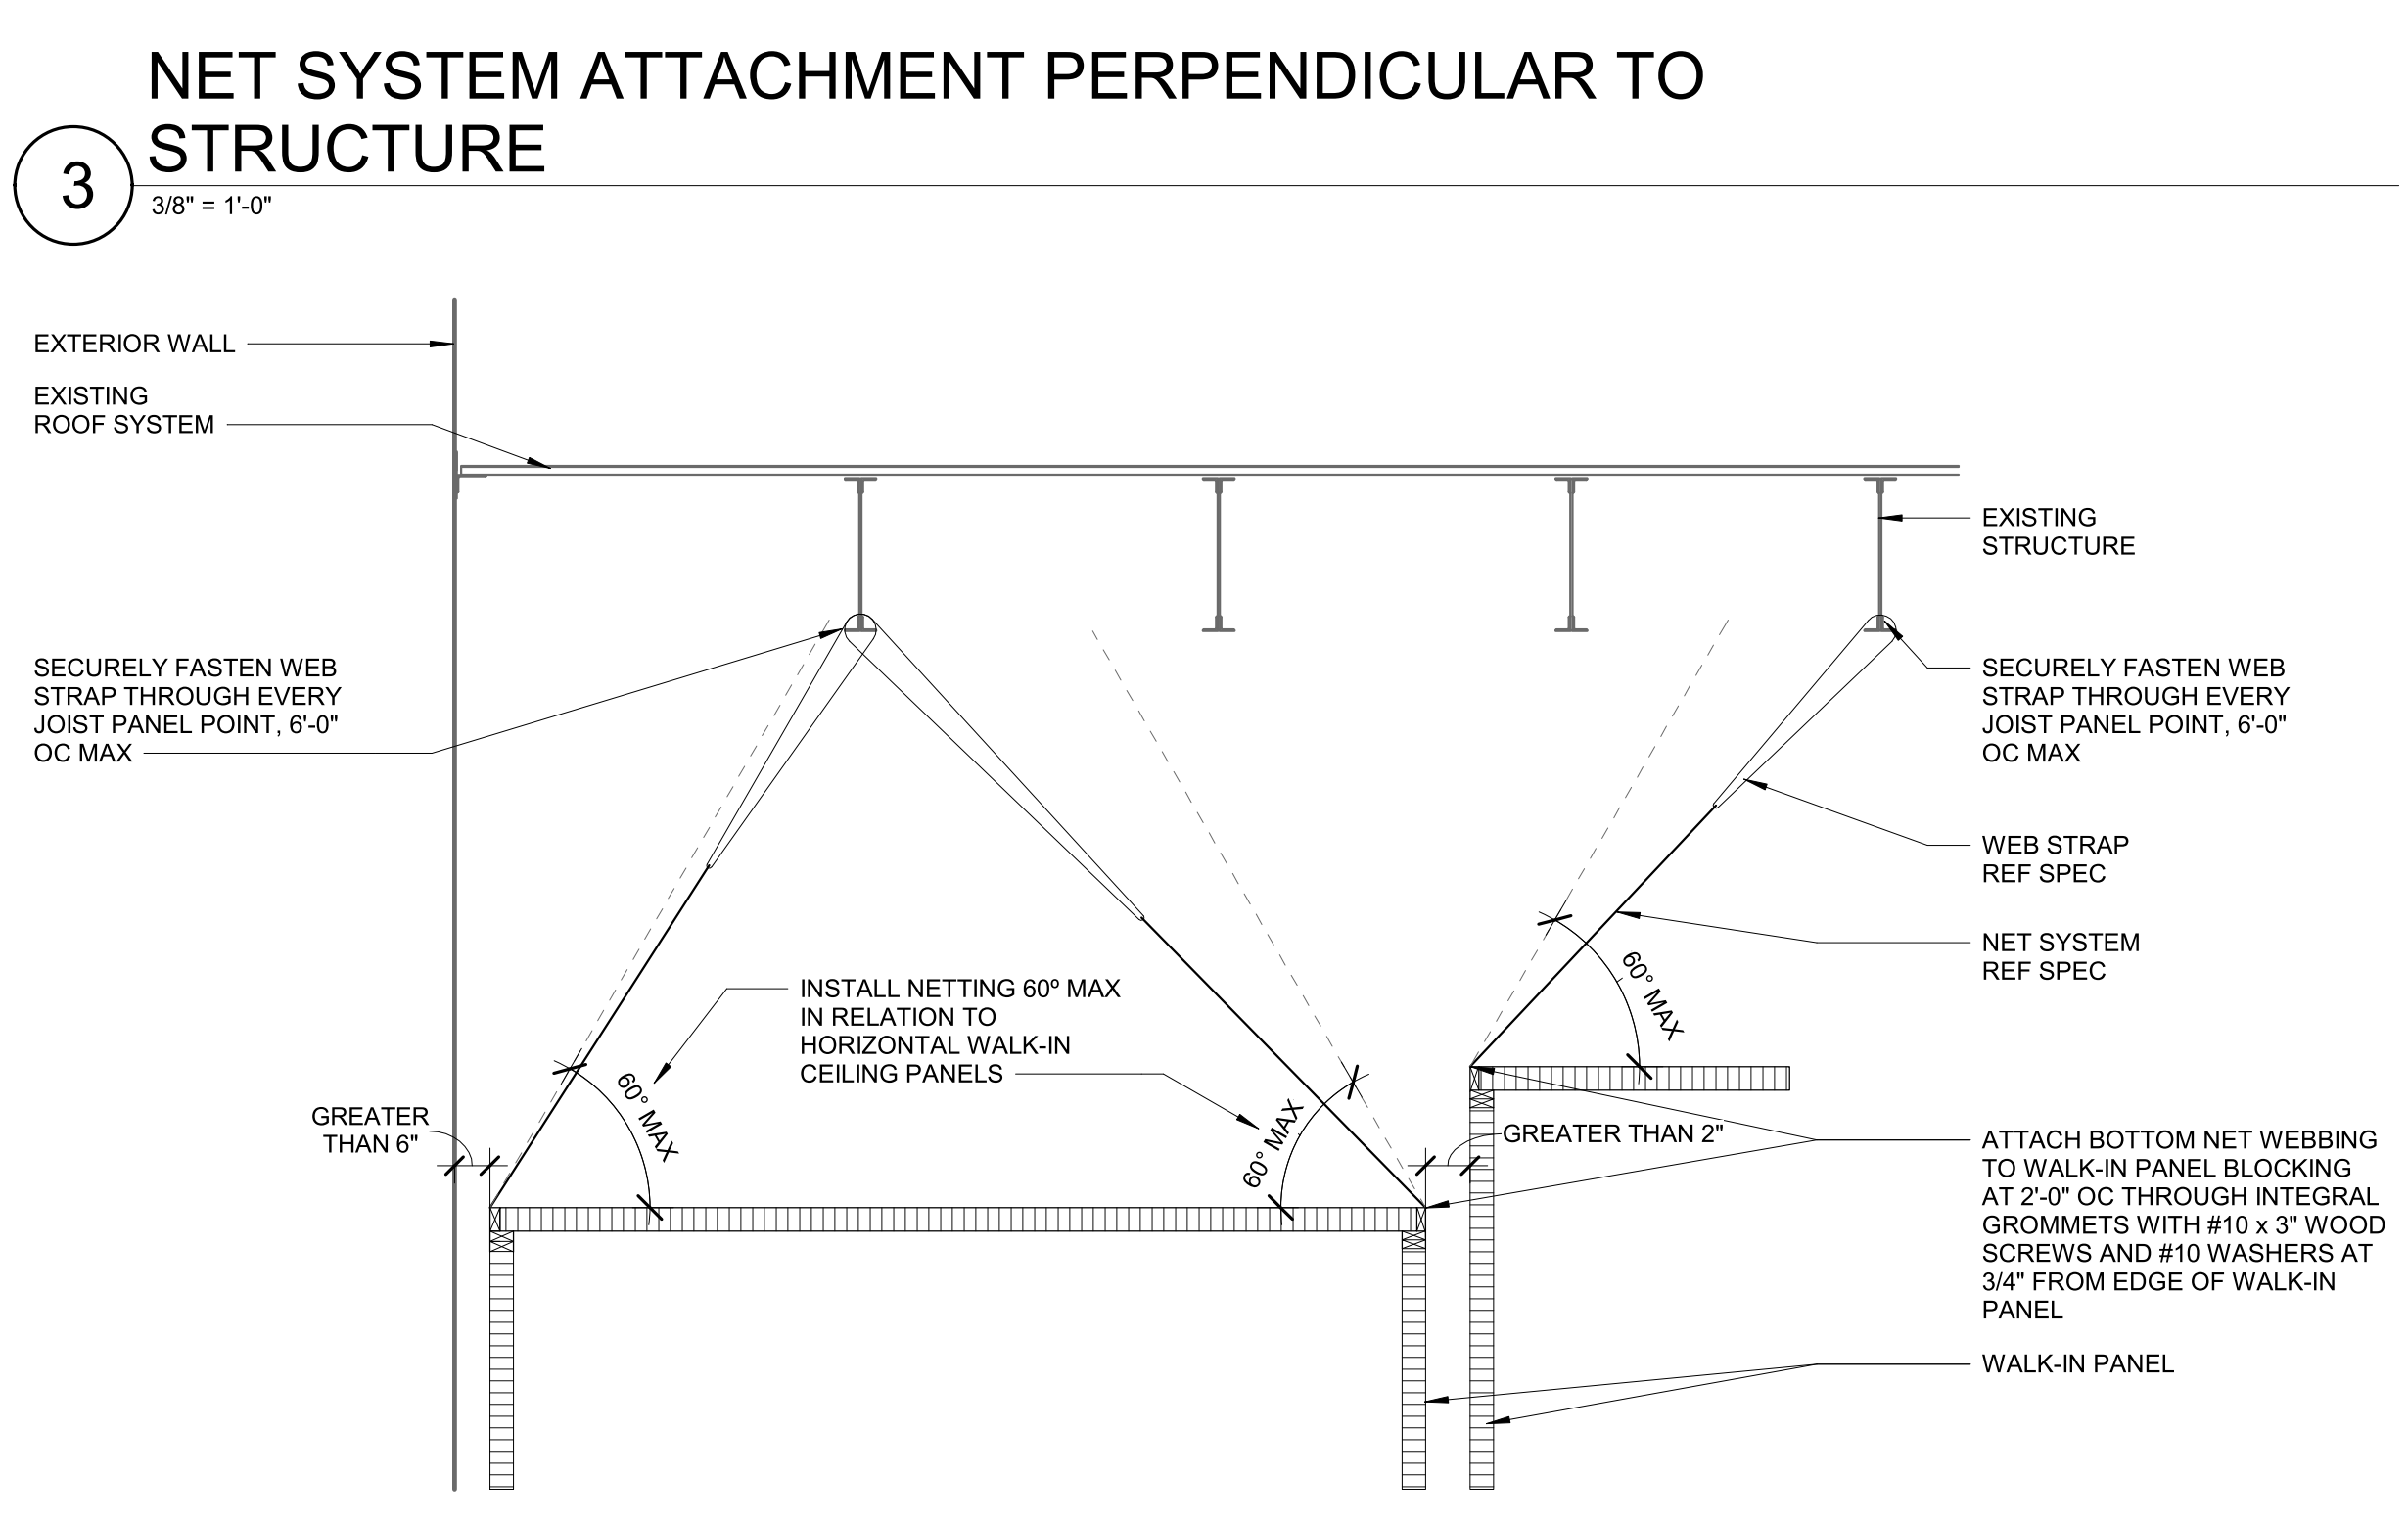 NET SYSTEM ATTACHMENT PERPENDICULAR TO
STRUCTURE
3
3/8" = 1'-0"
EXTERIOR WALL
EXISTING
ROOF SYSTEM
EXISTING
STRUCTURE
SECURELY FASTEN WEB
STRAP THROUGH EVERY
JOIST PANEL POINT, 6'-0"
OC MAX
SECURELY FASTEN WEB
STRAP THROUGH EVERY
JOIST PANEL POINT, 6'-0"
OC MAX
WEB STRAP
REF SPEC
NET SYSTEM
REF SPEC
60° MAX
INSTALL NETTING 60º MAX
IN RELATION TO
HORIZONTAL WALK-IN
CEILING PANELS
GREATER
THAN 6"
60° MAX
60° MAX
GREATER THAN 2"
ATTACH BOTTOM NET WEBBING
TO WALK-IN PANEL BLOCKING
AT 2'-0" OC THROUGH INTEGRAL
GROMMETS WITH #10 x 3" WOOD
SCREWS AND #10 WASHERS AT
3/4" FROM EDGE OF WALK-IN
PANEL
WALK-IN PANEL